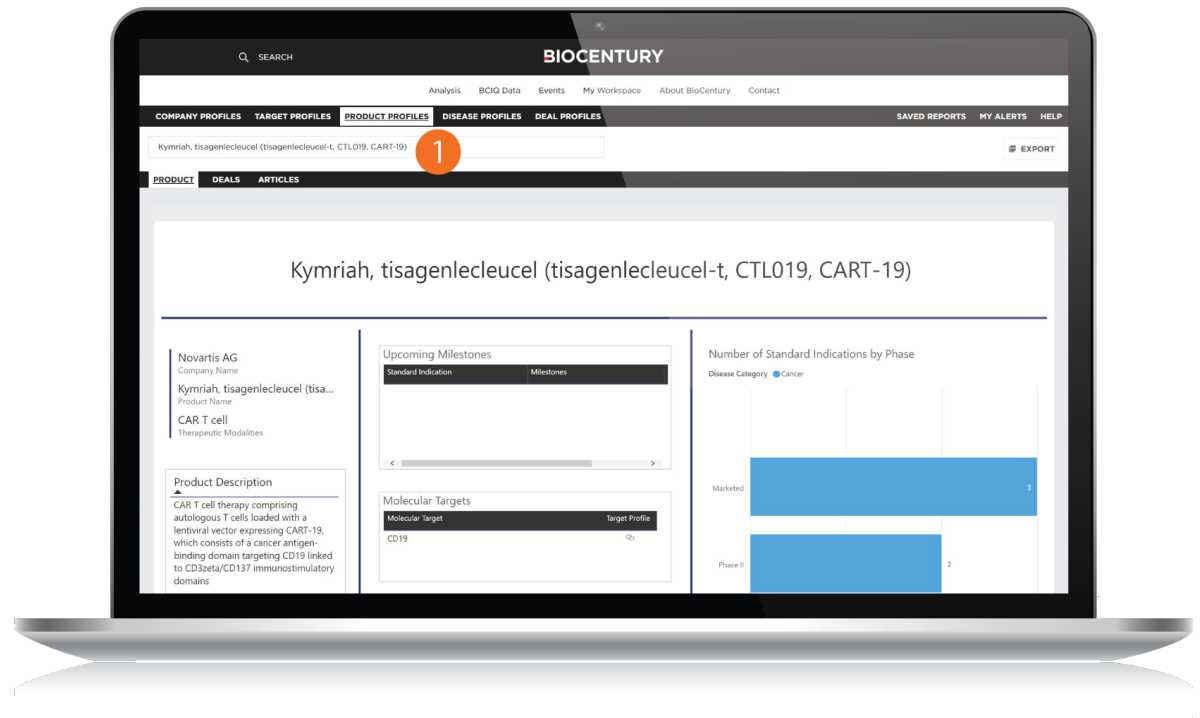 SEARCH
BIOCENTURY
Analysis BCIQ Data Events My Workspace About BioCentury Contact
COMPANY PROFILES TARGET PROFILES PRODUCT PROFILES DISEASE PROFILES DEAL PROFILES SAVED REPORTS MY ALERTS HELP
Kymriah, tisagenlecleucel (tisagenlecleucel-t, CTL019, CART-19)
1
EXPORT
PRODUCT DEALS ARTICLES
Kymriah, tisagenlecleucel (tisagenlecleucel-t, CTL019, CART-19)
Novartis AG
Company Name
Kymriah, tisagenlecleucel (tisa...
Product Name
CAR T cell
Therapeutic Modalities
Product Description
CAR T cell therapy comprising
autologous T cells loaded with a
lentiviral vector expressing CART-19,
which consists of a cancer antigen-
binding domain targeting CD19 linked
to CD3zeta/CD137 immunostimulatory
domains
Upcoming Milestones
Standard Indication Milestones
Molecular Targets
Molecular Target Target Profile
CD19
Number of Standard Indications by Phase
Disease Category Cancer
Marketed 3
Phase II 2